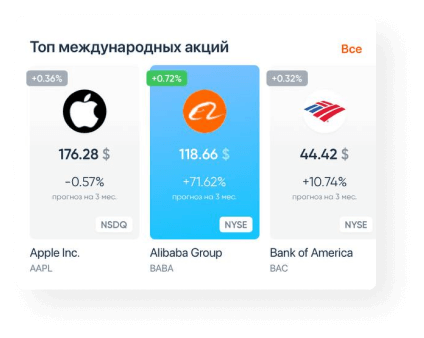 Топ международных акций
Все
+0.36%
+0.72%
+0.32%
176.28 $
118.66 $
44.42 $
-0.57%
+71.62%
+10.74%
прогноз на 3 мес.
прогноз на 3 мес.
прогноз на 3 мес.
NSDQ
NYSE
NYSE
Apple Inc.
Alibaba Group
Bank of America
AAPL
BABA
BAC